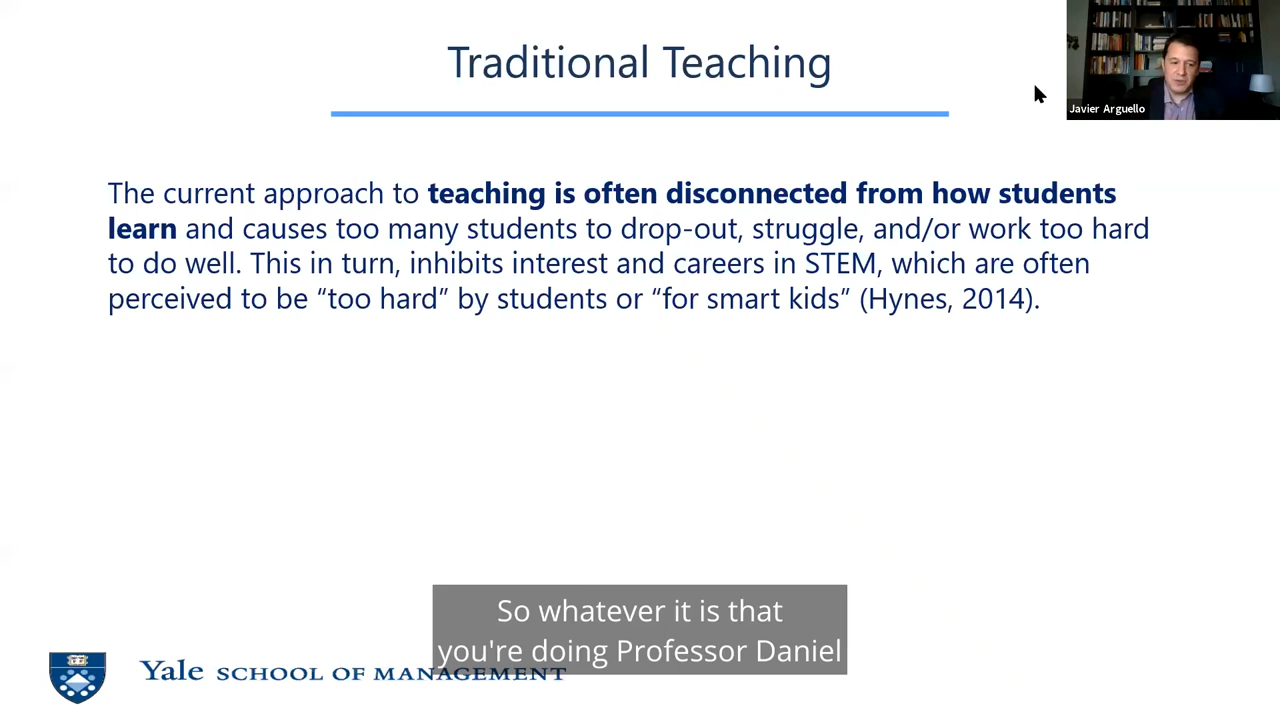 Traditional Teaching
Javier Arguello
The current approach to teaching is often disconnected from how students
learn and causes too many students to drop-out, struggle, and/or work too hard
to do well. This in turn, inhibits interest and careers in STEM, which are often
perceived to be “too hard” by students or “for smart kids” (Hynes, 2014).
So whatever it is that
you're doing Professor Daniel
Yale SCHOOL OF MANAGEMENT